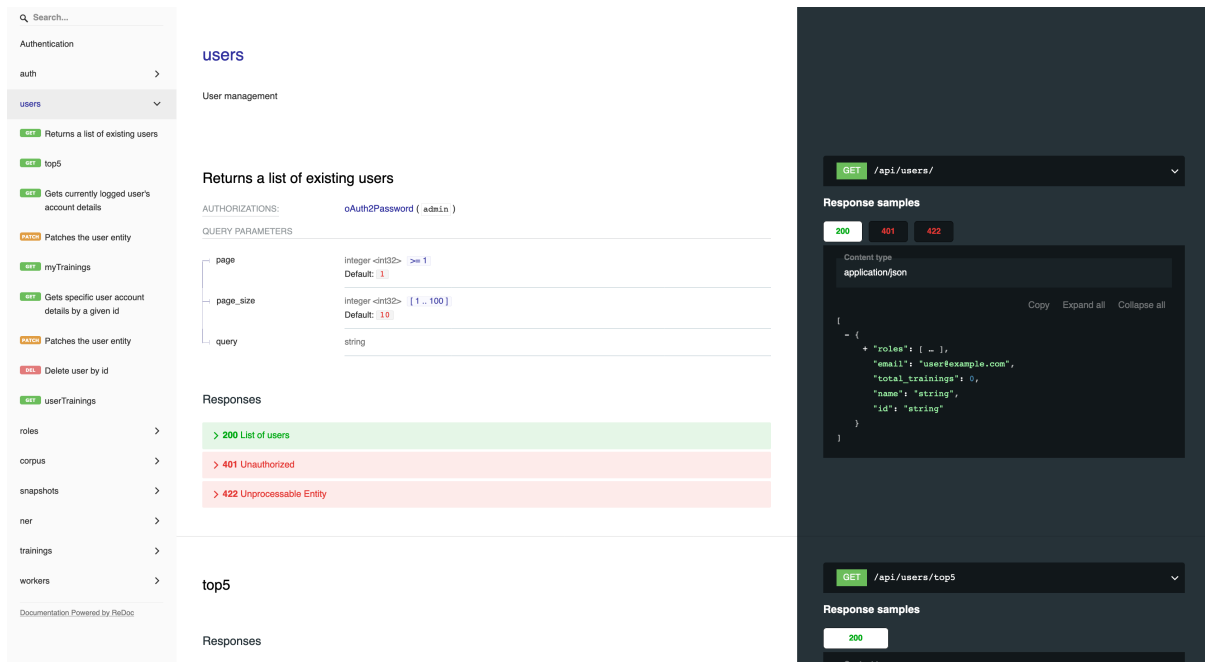 Search...
Authentication
auth
users
GET Returns a list of existing users
GET top5
GET Gets currently logged user's
account details
PATCH Patches the user entity
GET myTrainings
GET Gets specific user account
details by a given id
PATCH Patches the user entity
DEL Delete user by id
GET userTrainings
roles
corpus
snapshots
ner
trainings
workers
Documentation Powered by ReDoc
users
User management
Returns a list of existing users
AUTHORIZATIONS: oAuth2Password ( admin )
QUERY PARAMETERS
page integer <int32> >= 1
Default: 1
page_size integer <int32> [ 1 .. 100 ]
Default: 10
query string
Responses
> 200 List of users
> 401 Unauthorized
> 422 Unprocessable Entity
top5
Responses
GET /api/users/
Response samples
200 401 422
Content type
application/json
Copy Expand all Collapse all
[
- {
+ "roles": [ … ],
"email": "user@example.com",
"total_trainings": 0,
"name": "string",
"id": "string"
}
]
GET /api/users/top5
Response samples
200